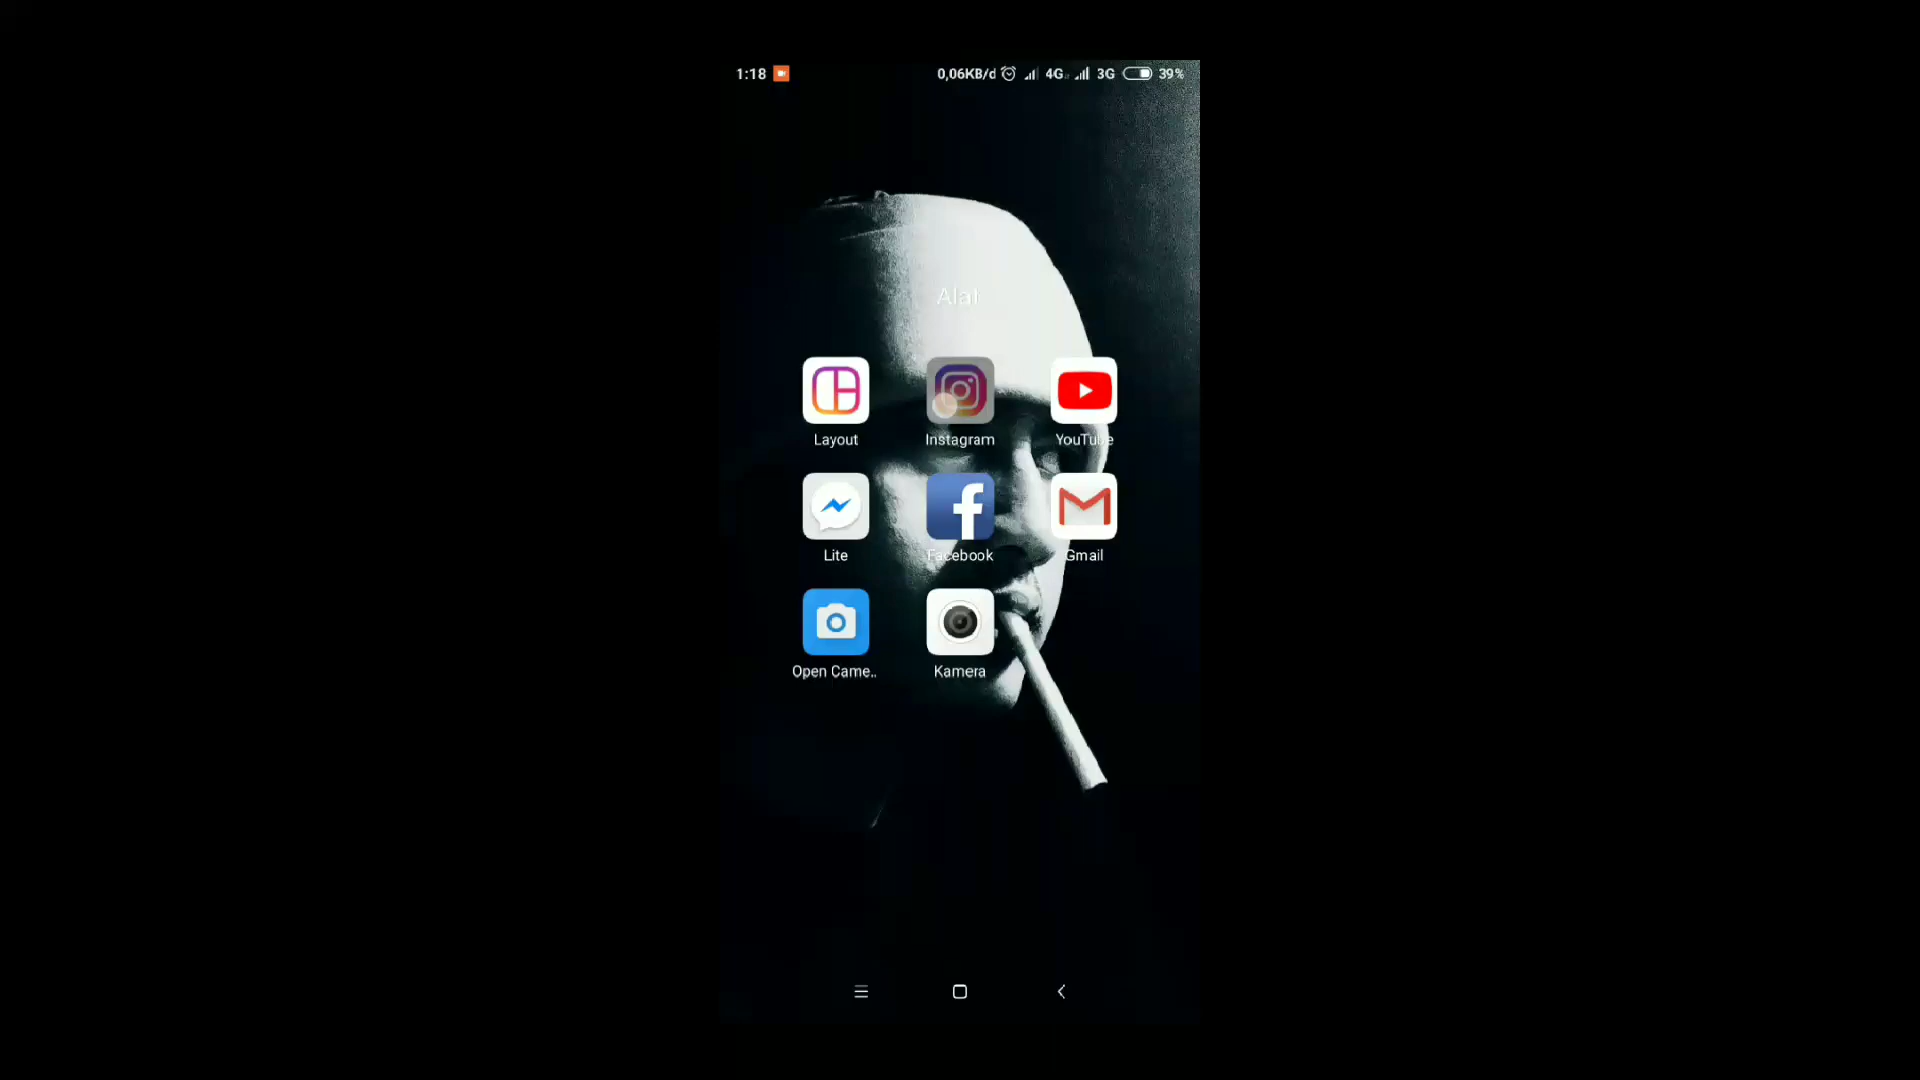 1:18 0,06KB/d 4G 3G 39%
Alat
Layout Instagram YouTube
Lite Facebook Gmail
Open Came.. Kamera